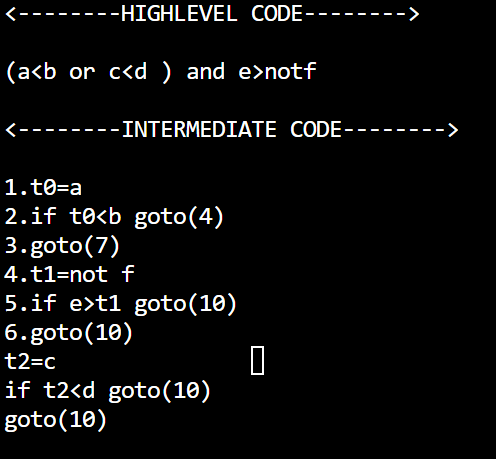 <--------HIGHLEVEL CODE-------->
(a<b or c<d ) and e>notf
<--------INTERMEDIATE CODE-------->
1.t0=a
2.if t0<b goto(4)
3.goto(7)
4.t1=not f
5.if e>t1 goto(10)
6.goto(10)
t2=c
if t2<d goto(10)
goto(10)